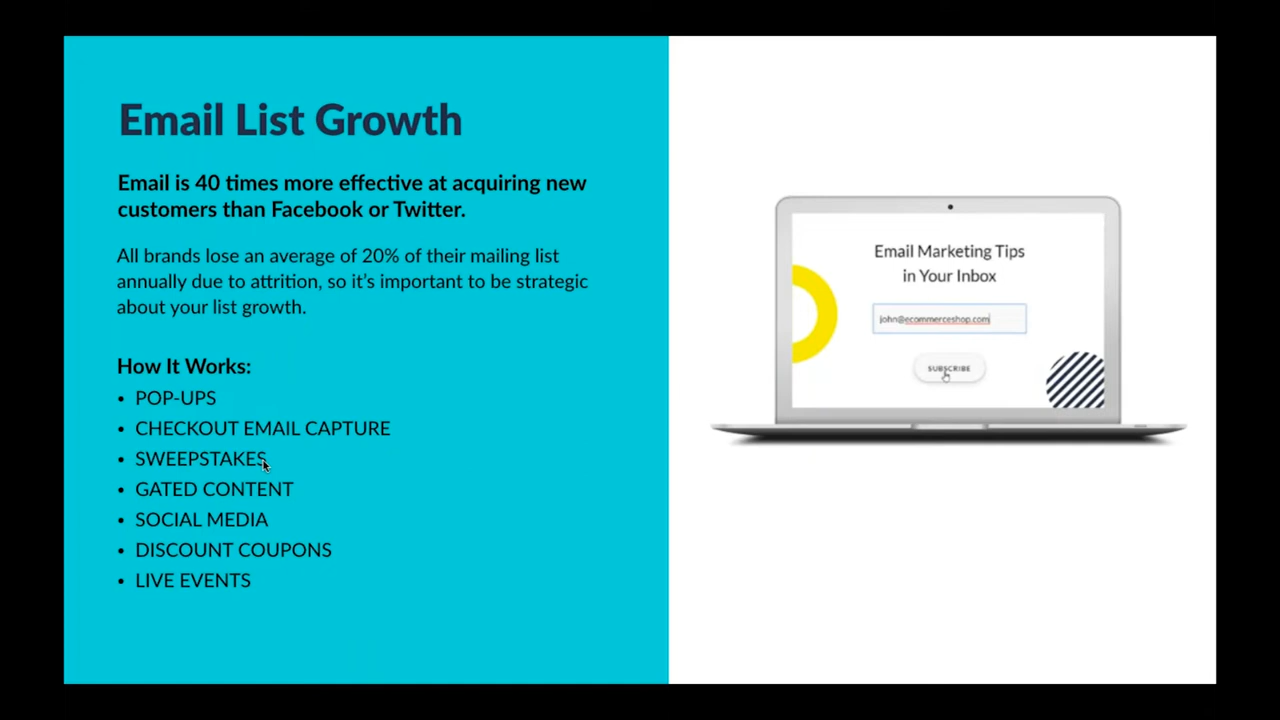 Email List Growth
Email is 40 times more effective at acquiring new
customers than Facebook or Twitter.
All brands lose an average of 20% of their mailing list
annually due to attrition, so it's important to be strategic
about your list growth.
How It Works:
• POP-UPS
• CHECKOUT EMAIL CAPTURE
• SWEEPSTAKES
• GATED CONTENT
• SOCIAL MEDIA
• DISCOUNT COUPONS
• LIVE EVENTS
Email Marketing Tips
in Your Inbox
john@ecommerceshop.com
SUBSCRIBE